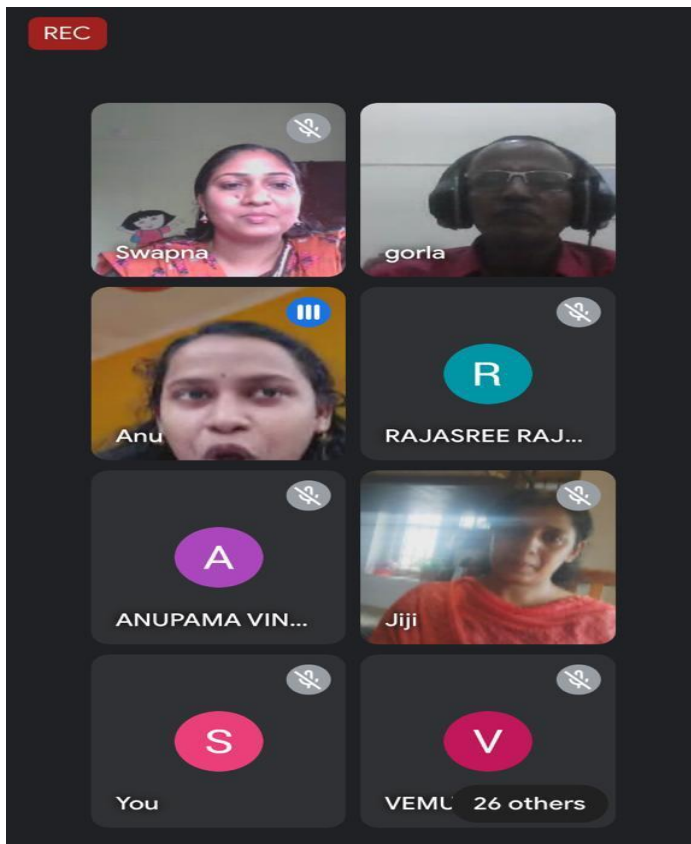 REC
Swapna
gorla
Anu
R
RAJASREE RAJ...
A
ANUPAMA VIN...
Jiji
S
You
V
VEMU
26 others